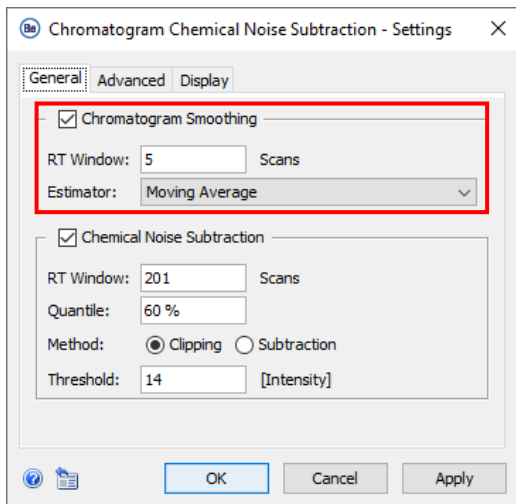 Be Chromatogram Chemical Noise Subtraction - Settings
General Advanced Display
Chromatogram Smoothing
RT Window: 5 Scans
Estimator: Moving Average
Chemical Noise Subtraction
RT Window: 201 Scans
Quantile: 60 %
Method: Clipping Subtraction
Threshold: 14 [Intensity]
? OK Cancel Apply